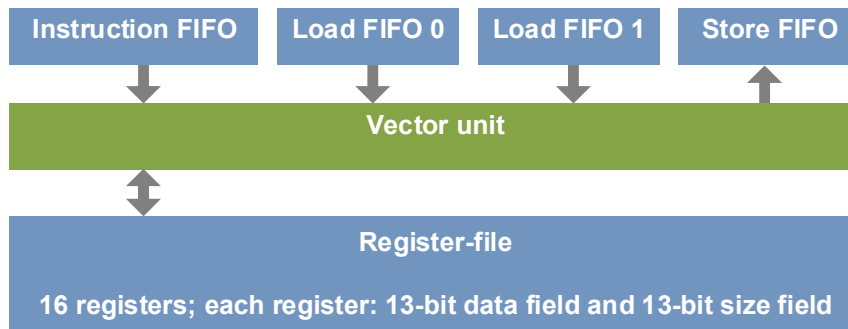 Instruction FIFO
Load FIFO 0
Load FIFO 1
Store FIFO
Vector unit
Register-file
16 registers; each register: 13-bit data field and 13-bit size field